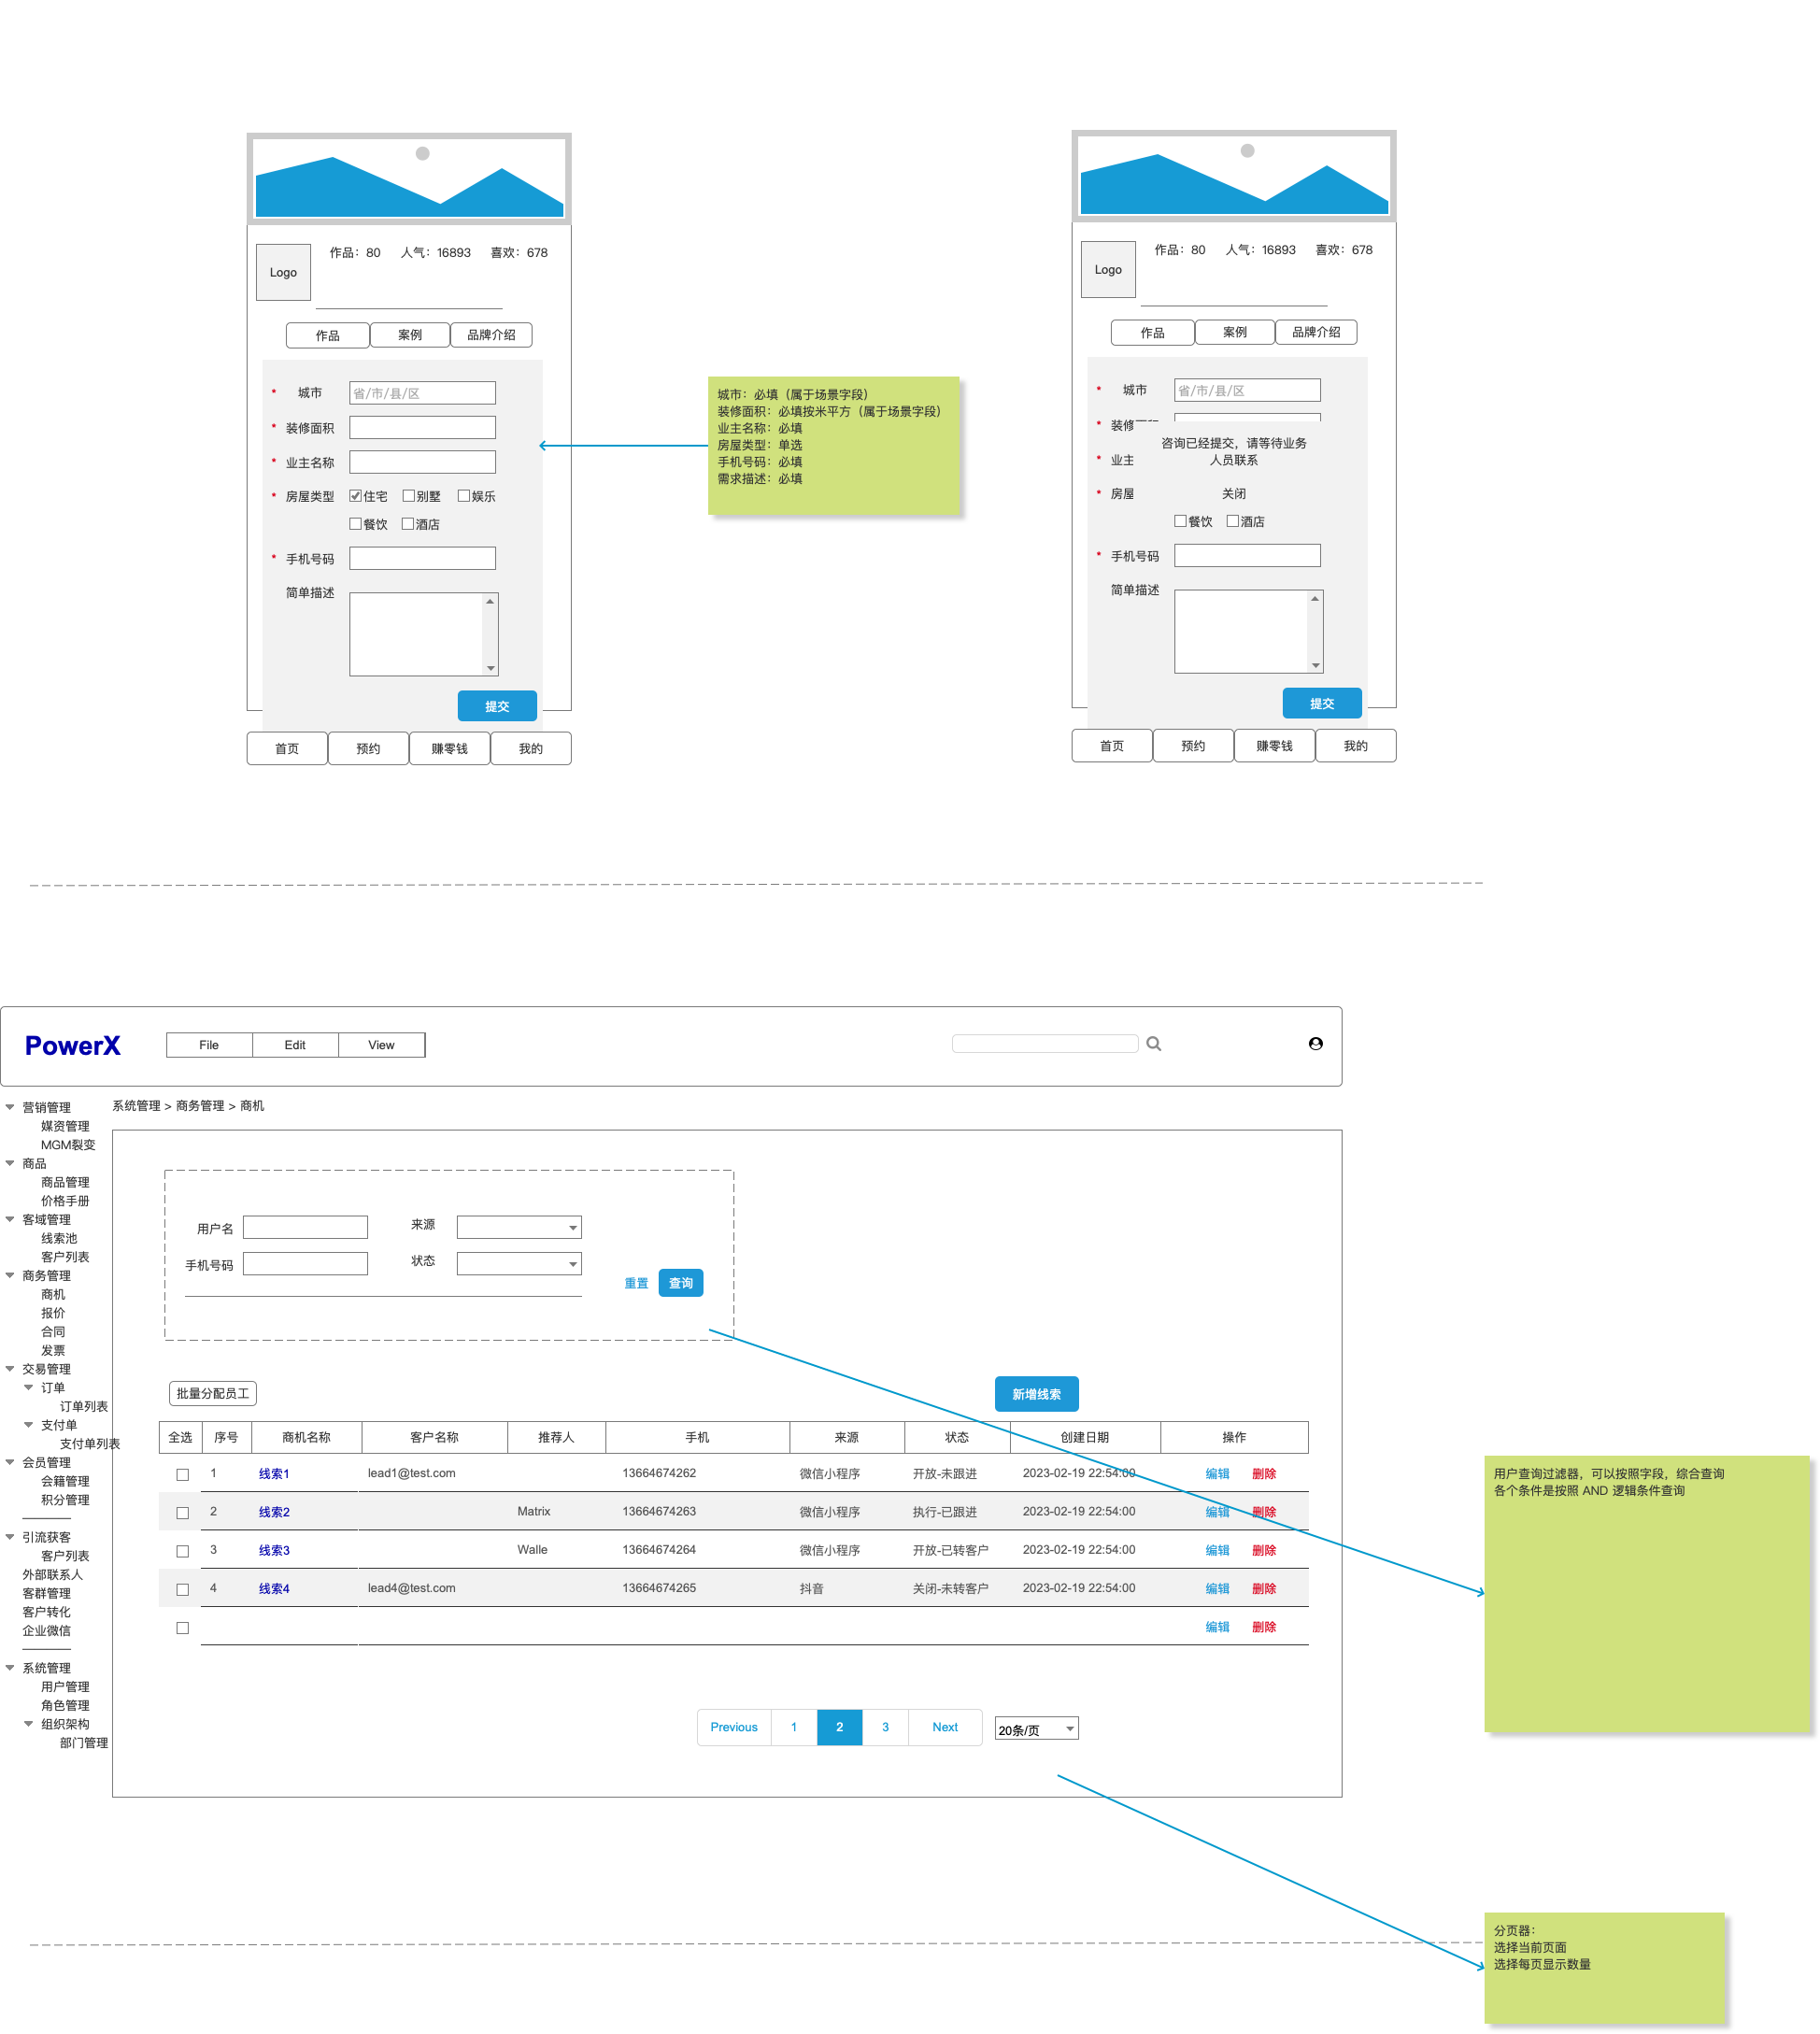 Logo
作品：80 人气：16893 喜欢：678
作品 案例 品牌介绍
* 城市 省/市/县/区
* 装修面积
* 业主名称
* 房屋类型 住宅 别墅 娱乐
餐饮 酒店
* 手机号码
简单描述
提交
首页 预约 赚零钱 我的
城市：必填（属于场景字段）
装修面积：必填按米平方（属于场景字段）
业主名称：必填
房屋类型：单选
手机号码：必填
需求描述：必填
Logo
作品：80 人气：16893 喜欢：678
作品 案例 品牌介绍
* 城市 省/市/县/区
* 装修
咨询已经提交，请等待业务
* 业主 人员联系
* 房屋 关闭
餐饮 酒店
* 手机号码
简单描述
提交
首页 预约 赚零钱 我的
PowerX File Edit View
营销管理
媒资管理
MGM裂变
商品
商品管理
价格手册
客域管理
线索池
客户列表
商务管理
商机
报价
合同
发票
交易管理
订单
订单列表
支付单
支付单列表
会员管理
会籍管理
积分管理
引流获客
客户列表
外部联系人
客群管理
客户转化
企业微信
系统管理
用户管理
角色管理
组织架构
部门管理
系统管理 > 商务管理 > 商机
用户名 来源
手机号码 状态
重置 查询
批量分配员工 新增线索
全选 序号 商机名称 客户名称 推荐人 手机 来源 状态 创建日期 操作
1 线索1 lead1@test.com 13664674262 微信小程序 开放-未跟进 2023-02-19 22:54:00 编辑 删除
2 线索2 Matrix 13664674263 微信小程序 执行-已跟进 2023-02-19 22:54:00 编辑 删除
3 线索3 Walle 13664674264 微信小程序 开放-已转客户 2023-02-19 22:54:00 编辑 删除
4 线索4 lead4@test.com 13664674265 抖音 关闭-未转客户 2023-02-19 22:54:00 编辑 删除
编辑 删除
Previous 1 2 3 Next 20条/页
用户查询过滤器，可以按照字段，综合查询
各个条件是按照 AND 逻辑条件查询
分页器：
选择当前页面
选择每页显示数量